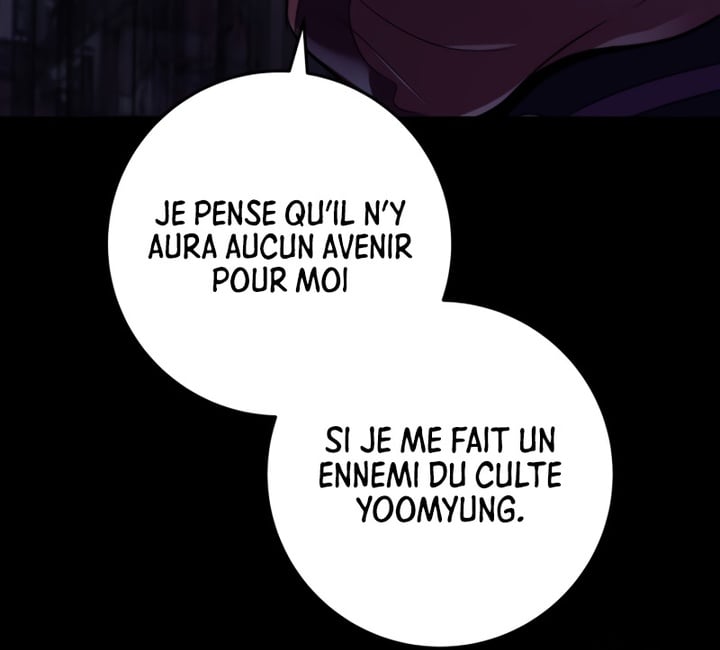 JE PENSE QU'IL N'Y
AURA AUCUN AVENIR
POUR MOI
SI JE ME FAIT UN
ENNEMI DU CULTE
YOOMYUNG.